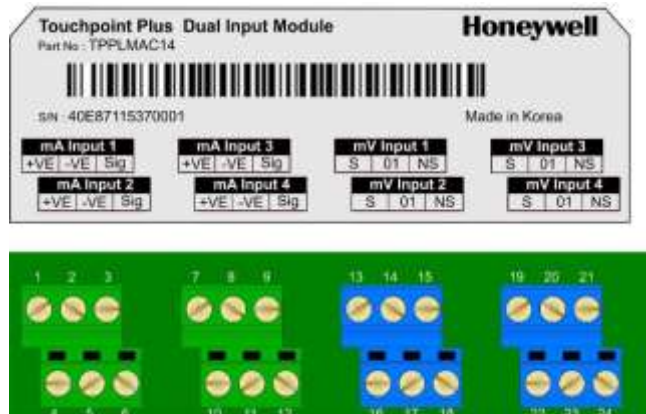 Touchpoint Plus Dual Input Module
Honeywell
Part No : TPPLMAC14
S/N 40E87115370001
Made in Korea
mA Input 1
+VE -VE Sig
mA Input 3
+VE -VE Sig
mV Input 1
S 01 NS
mV Input 3
S 01 NS
mA Input 2
+VE -VE Sig
mA Input 4
+VE -VE Sig
mV Input 2
S 01 NS
mV Input 4
S 01 NS
1 2 3 7 8 9 13 14 15 19 20 21
4 5 6 10 11 12 16 17 18 24